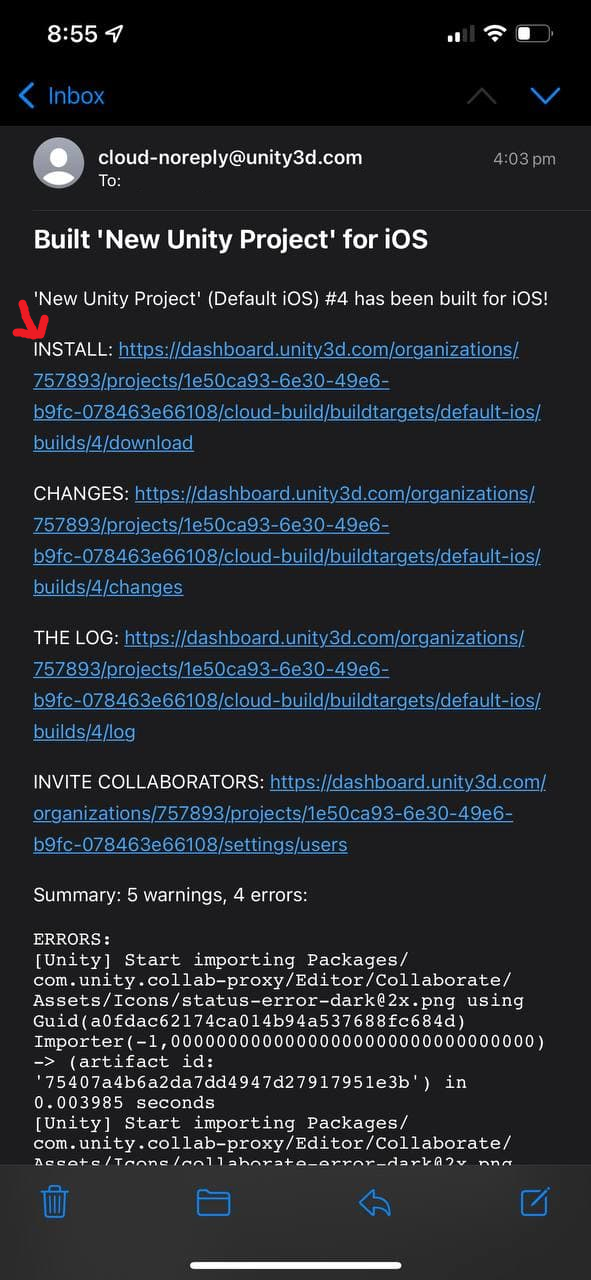 8:55
Inbox
cloud-noreply@unity3d.com
4:03 pm
To:
Built 'New Unity Project' for iOS
'New Unity Project' (Default iOS) #4 has been built for iOS!
INSTALL: https://dashboard.unity3d.com/organizations/
757893/projects/1e50ca93-6e30-49e6-
b9fc-078463e66108/cloud-build/buildtargets/default-ios/
builds/4/download
CHANGES: https://dashboard.unity3d.com/organizations/
757893/projects/1e50ca93-6e30-49e6-
b9fc-078463e66108/cloud-build/buildtargets/default-ios/
builds/4/changes
THE LOG: https://dashboard.unity3d.com/organizations/
757893/projects/1e50ca93-6e30-49e6-
b9fc-078463e66108/cloud-build/buildtargets/default-ios/
builds/4/log
INVITE COLLABORATORS: https://dashboard.unity3d.com/
organizations/757893/projects/1e50ca93-6e30-49e6-
b9fc-078463e66108/settings/users
Summary: 5 warnings, 4 errors:
ERRORS:
[Unity] Start importing Packages/
com.unity.collab-proxy/Editor/Collaborate/
Assets/Icons/status-error-dark@2x.png using
Guid(a0fdac62174ca014b94a537688fc684d)
Importer(-1,00000000000000000000000000000000)
-> (artifact id:
'75407a4b6a2da7dd4947d27917951e3b') in
0.003985 seconds
[Unity] Start importing Packages/
com.unity.collab-proxy/Editor/Collaborate/
Assets/Icons/collaborate-error-dark@2x.png